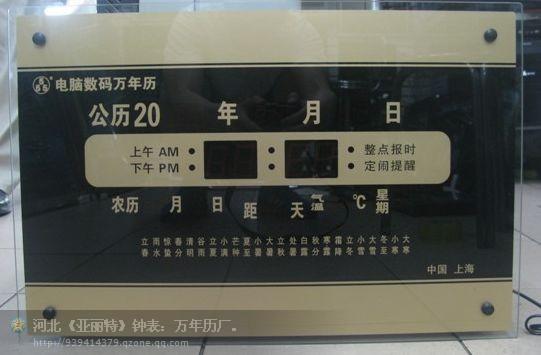 电脑数码万年历
公历20 年 月 日
上午 AM 整点报时
下午 PM 定闹提醒
农历 月 日 距 天 气温 ℃ 星期
立雨惊春清谷立小芒夏小大立处白秋寒霜立小大冬小大
春水蛰分明雨夏满种至暑暑秋暑露分露降冬雪雪至寒寒
中国 上海
河北《亚丽特》钟表：万年历厂。
http://939414379.qzone.qq.com